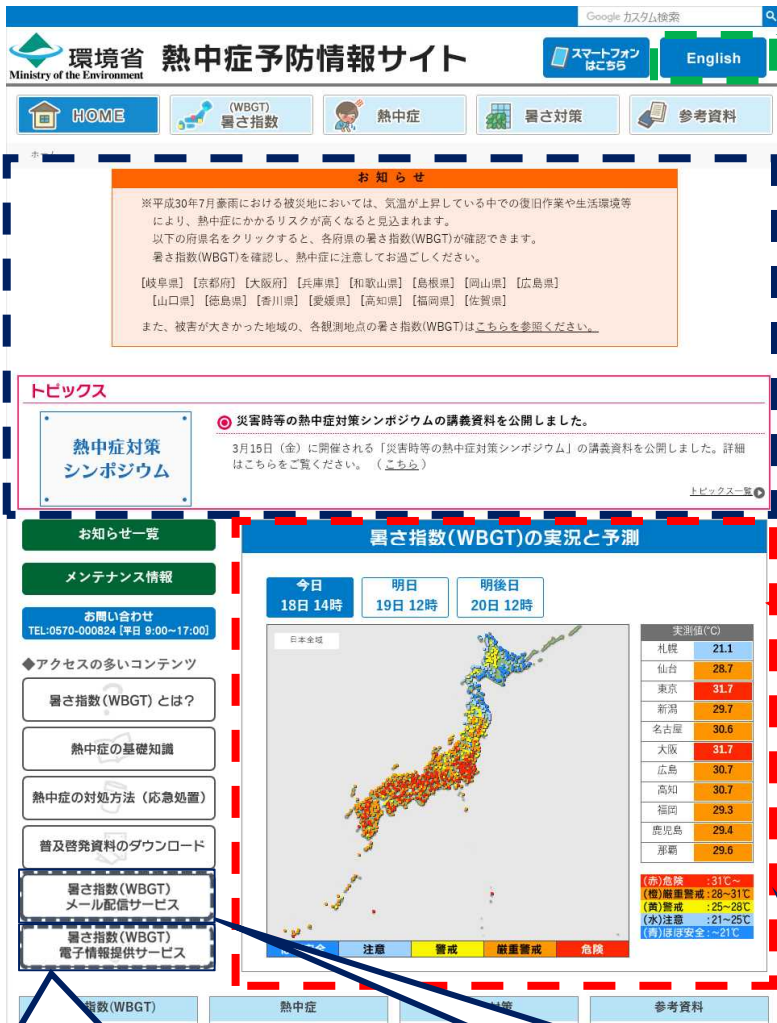 Google カスタム検索
環境省
Ministry of the Environment
熱中症予防情報サイト
スマートフォン
はこちら
English
HOME
(WBGT)
暑さ指数
熱中症
暑さ対策
参考資料
お知らせ
※平成30年7月豪雨における被災地においては、気温が上昇している中での復旧作業や生活環境等
により、熱中症にかかるリスクが高くなると見込まれます。
以下の府県名をクリックすると、各府県の暑さ指数(WBGT)が確認できます。
暑さ指数(WBGT)を確認し、熱中症に注意してお過ごしください。
[岐阜県] [京都府] [大阪府] [兵庫県] [和歌山県] [島根県] [岡山県] [広島県]
[山口県] [徳島県] [香川県] [愛媛県] [高知県] [福岡県] [佐賀県]
また、被害が大きかった地域の、各観測地点の暑さ指数(WBGT)はこちらを参照ください。
トピックス
熱中症対策
シンポジウム
災害時等の熱中症対策シンポジウムの講義資料を公開しました。
3月15日（金）に開催される「災害時等の熱中症対策シンポジウム」の講義資料を公開しました。詳細
はこちらをご覧ください。（こちら）
トピックス一覧
お知らせ一覧
メンテナンス情報
お問い合わせ
TEL:0570-000824 [平日 9:00~17:00]
◆アクセスの多いコンテンツ
暑さ指数(WBGT) とは？
熱中症の基礎知識
熱中症の対処方法（応急処置）
普及啓発資料のダウンロード
暑さ指数(WBGT)
メール配信サービス
暑さ指数(WBGT)
電子情報提供サービス
暑さ指数(WBGT)の実況と予測
今日
18日 14時
明日
19日 12時
明後日
20日 12時
日本全域
実測値(℃)
札幌 21.1
仙台 28.7
東京 31.7
新潟 29.7
名古屋 30.6
大阪 31.7
広島 30.7
高知 30.7
福岡 29.3
鹿児島 29.4
那覇 29.6
(赤)危険 :31℃~
(橙)厳重警戒:28~31℃
(黄)警戒 :25~28℃
(水)注意 :21~25℃
(青)ほぼ安全:~21℃
注意
警戒
厳重警戒
危険
指数(WBGT)
熱中症
参考資料